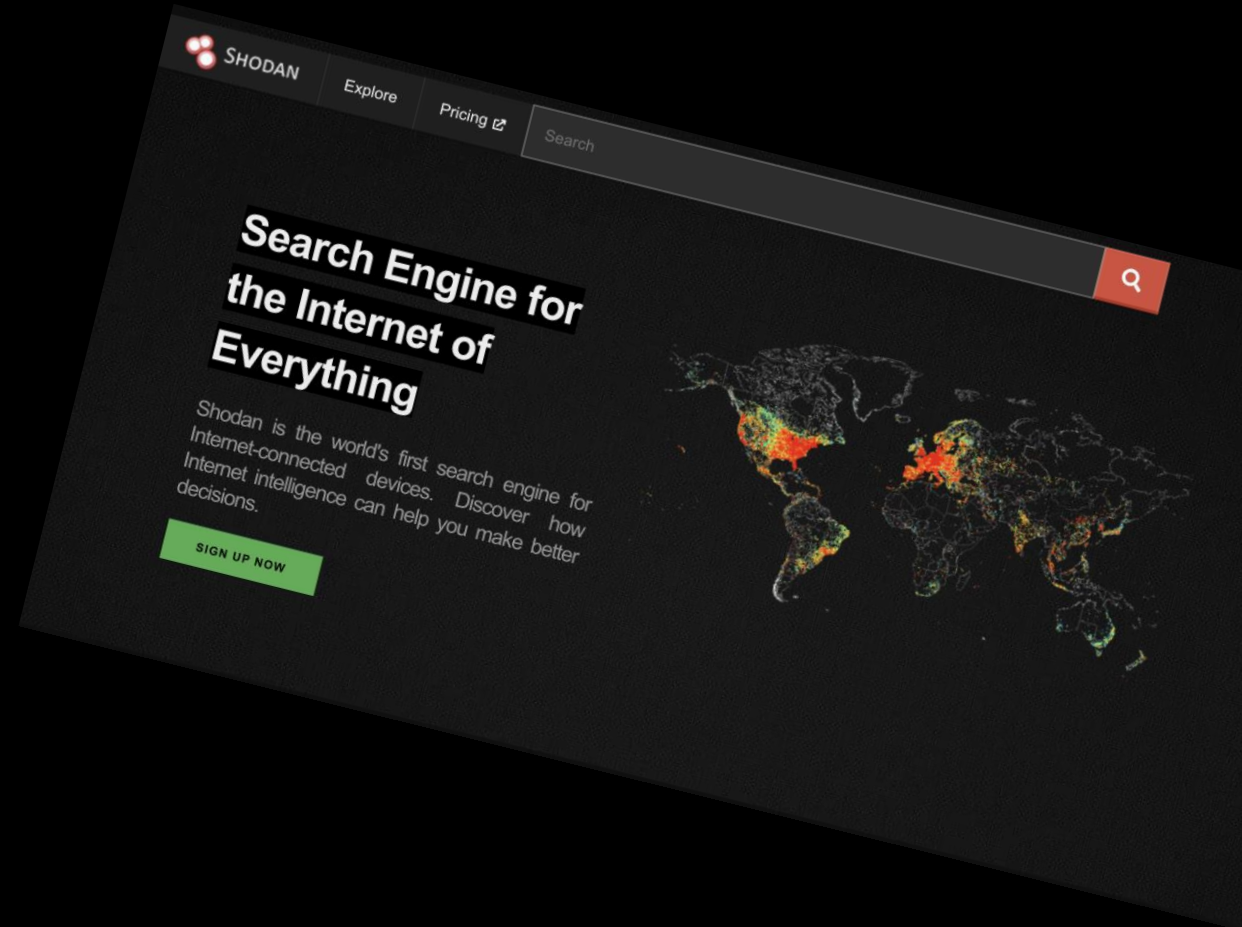 SHODAN
Explore
Pricing
Search
Search Engine for
the Internet of
Everything
Shodan is the world's first search engine for
Internet-connected devices. Discover how
Internet intelligence can help you make better
decisions.
SIGN UP NOW